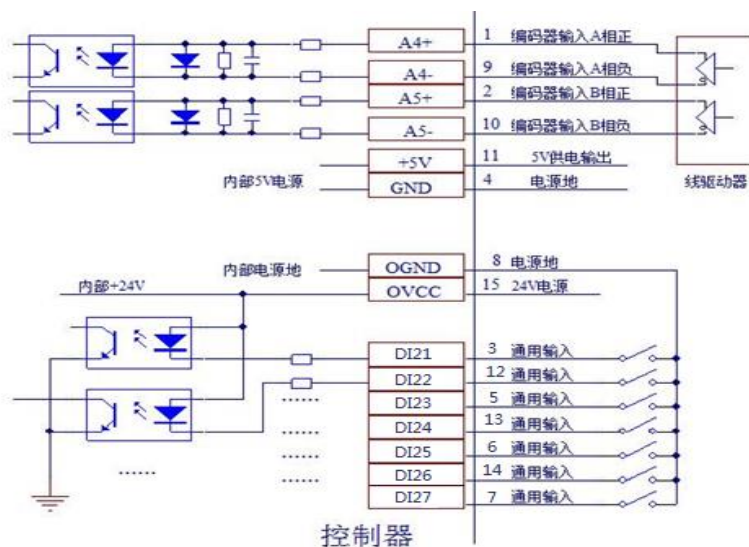 A4+ 1 编码器输入A相正
A4- 9 编码器输入A相负
A5+ 2 编码器输入B相正
A5- 10 编码器输入B相负
+5V 11 5V供电输出
内部5V电源 GND 4 电源地 线驱动器
内部电源地 OGND 8 电源地
内部+24V OVCC 15 24V电源
DI21 3 通用输入
DI22 12 通用输入
...... DI23 5 通用输入
...... DI24 13 通用输入
...... DI25 6 通用输入
...... ...... DI26 14 通用输入
DI27 7 通用输入
控制器